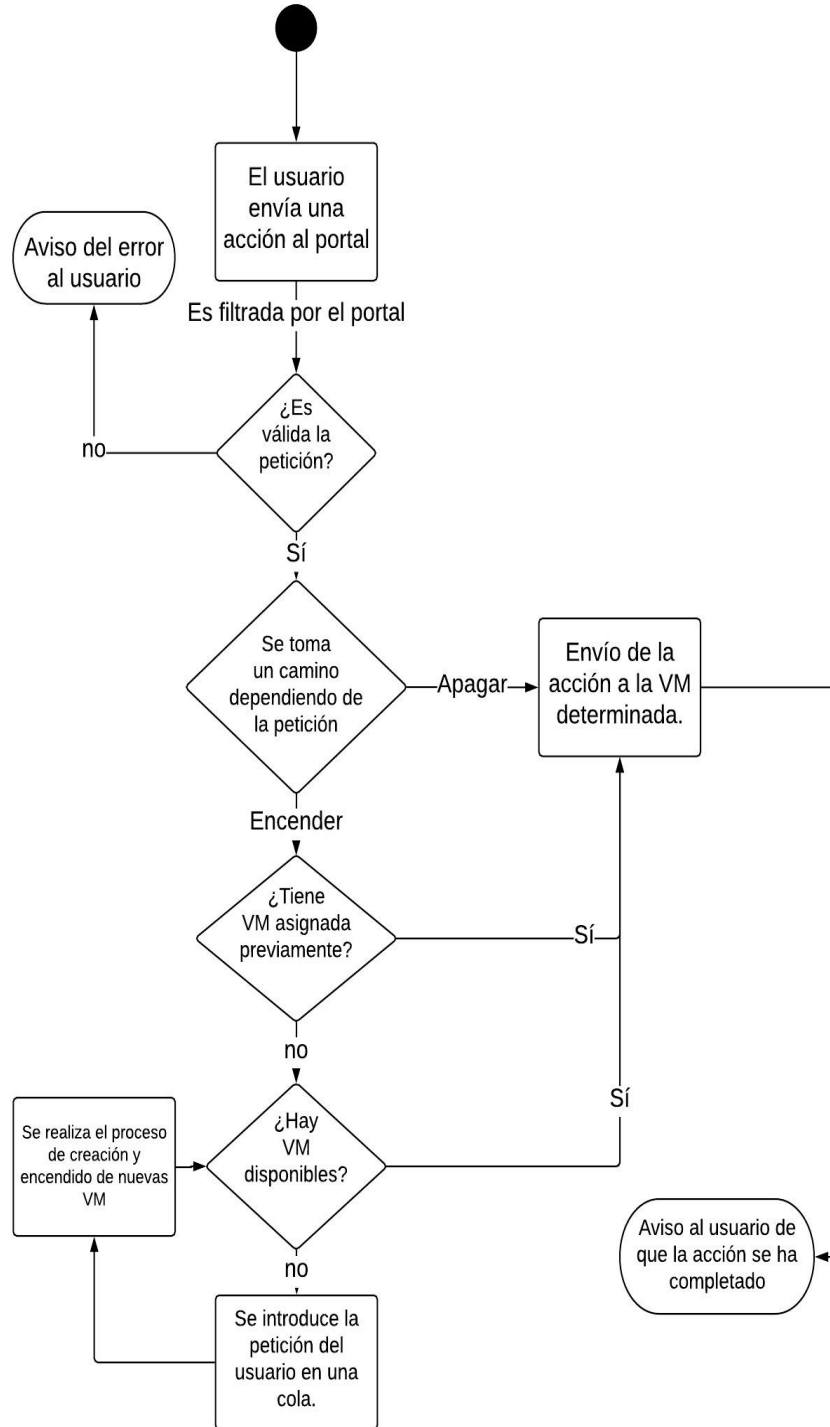 El usuario
envía una
acción al portal
Aviso del error
al usuario
Es filtrada por el portal
¿Es
válida la
petición?
no
Sí
Se toma
un camino
dependiendo de
la petición
Apagar
Envío de la
acción a la VM
determinada.
Encender
¿Tiene
VM asignada
previamente?
Sí
no
¿Hay
VM
disponibles?
Sí
Se realiza el proceso
de creación y
encendido de nuevas
VM
no
Se introduce la
petición del
usuario en una
cola.
Aviso al usuario de
que la acción se ha
completado